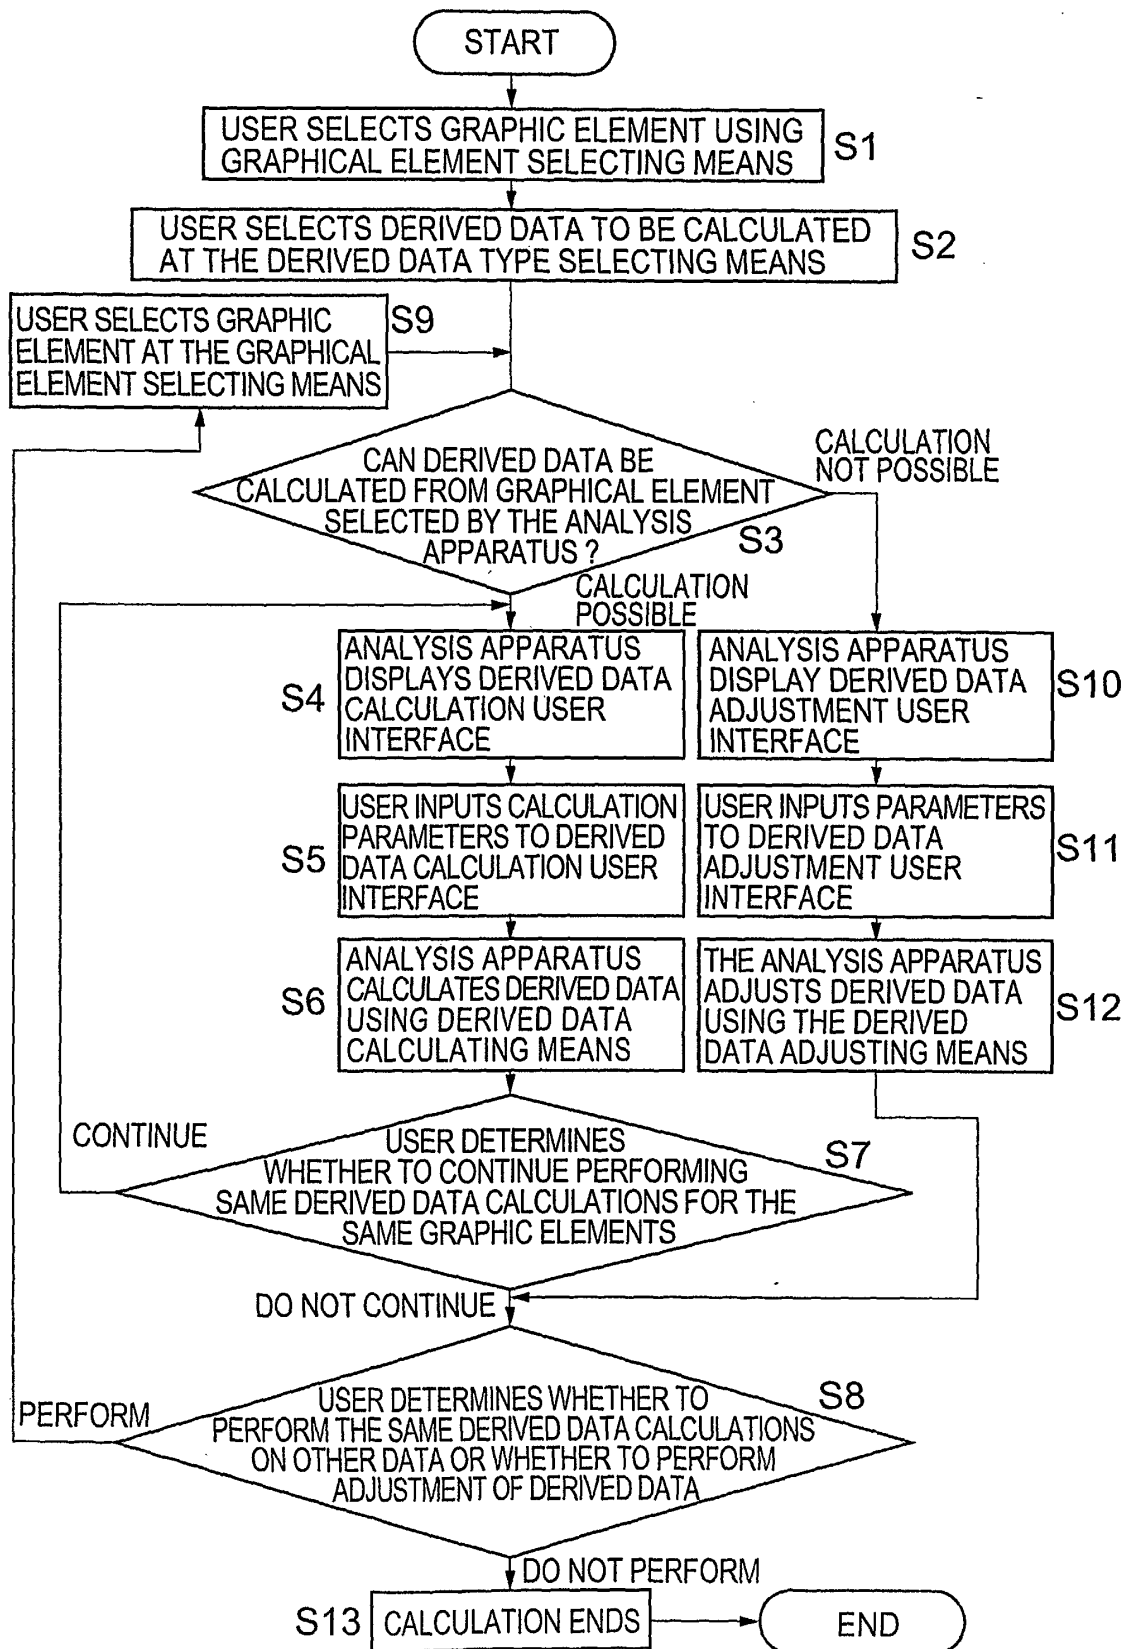 START
USER SELECTS GRAPHIC ELEMENT USING
GRAPHICAL ELEMENT SELECTING MEANS
S1
USER SELECTS DERIVED DATA TO BE CALCULATED
AT THE DERIVED DATA TYPE SELECTING MEANS
S2
USER SELECTS GRAPHIC
ELEMENT AT THE GRAPHICAL
ELEMENT SELECTING MEANS
S9
CAN DERIVED DATA BE
CALCULATED FROM GRAPHICAL ELEMENT
SELECTED BY THE ANALYSIS
APPARATUS ?
S3
CALCULATION
NOT POSSIBLE
CALCULATION
POSSIBLE
S4
ANALYSIS APPARATUS
DISPLAYS DERIVED DATA
CALCULATION USER
INTERFACE
ANALYSIS APPARATUS
DISPLAY DERIVED DATA
ADJUSTMENT USER
INTERFACE
S10
S5
USER INPUTS CALCULATION
PARAMETERS TO DERIVED
DATA CALCULATION USER
INTERFACE
USER INPUTS PARAMETERS
TO DERIVED DATA
ADJUSTMENT USER
INTERFACE
S11
S6
ANALYSIS APPARATUS
CALCULATES DERIVED DATA
USING DERIVED DATA
CALCULATING MEANS
THE ANALYSIS APPARATUS
ADJUSTS DERIVED DATA
USING THE DERIVED
DATA ADJUSTING MEANS
S12
CONTINUE
USER DETERMINES
WHETHER TO CONTINUE PERFORMING
SAME DERIVED DATA CALCULATIONS FOR THE
SAME GRAPHIC ELEMENTS
S7
DO NOT CONTINUE
PERFORM
USER DETERMINES WHETHER TO
PERFORM THE SAME DERIVED DATA CALCULATIONS
ON OTHER DATA OR WHETHER TO PERFORM
ADJUSTMENT OF DERIVED DATA
S8
DO NOT PERFORM
S13
CALCULATION ENDS
END